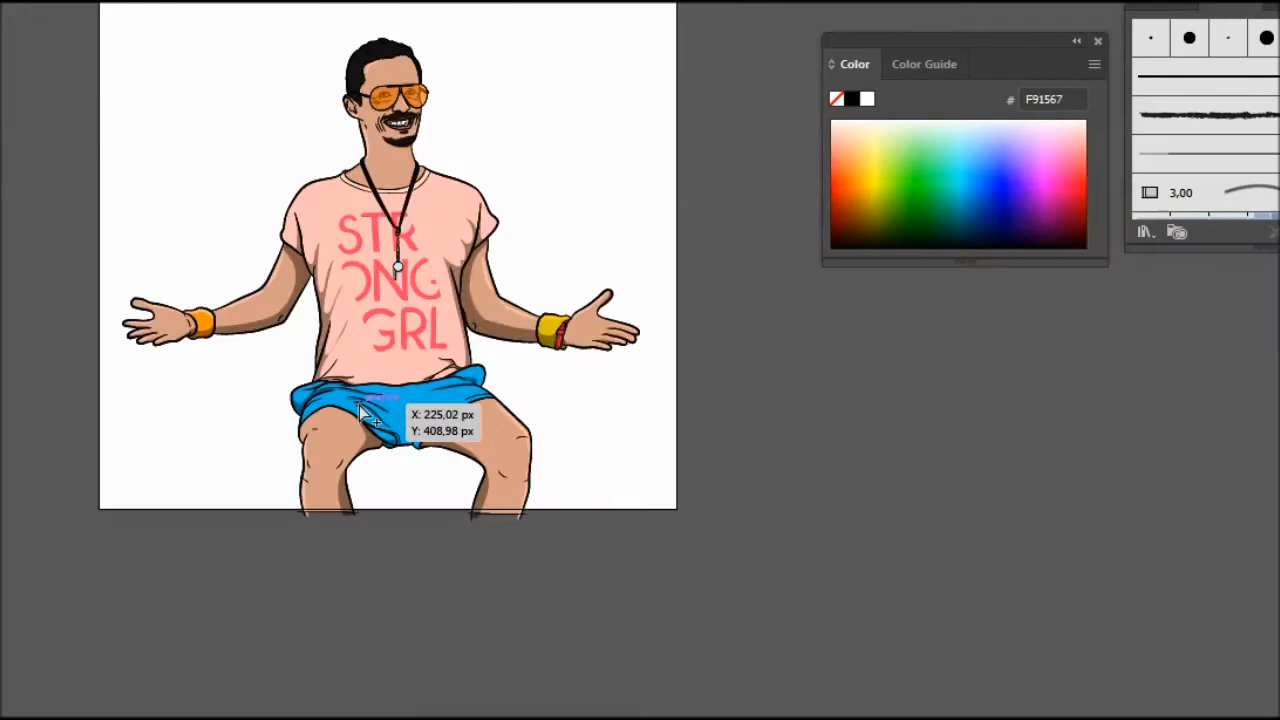 Color
Color Guide
# F91567
3,00
STR
ONG
GRL
X: 225,02 px
Y: 408,98 px